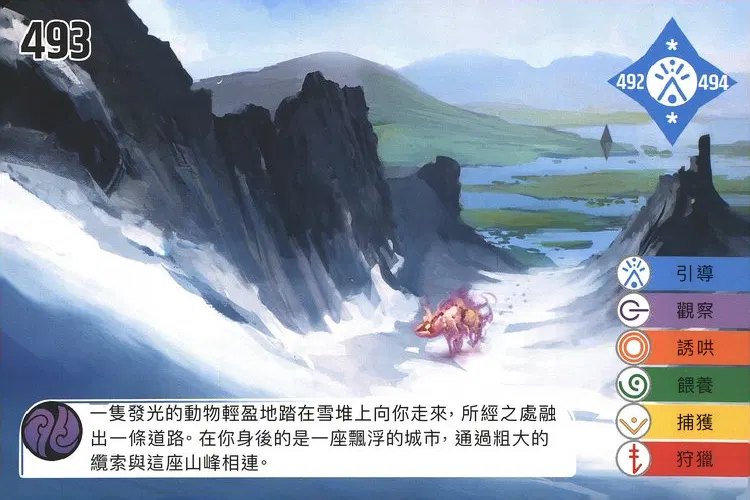 493
*
492 494
*
引導
觀察
誘哄
餵養
捕獲
狩獵
一隻發光的動物輕盈地踏在雪堆上向你走來，所經之處融
出一條道路。在你身後的是一座飄浮的城市，通過粗大的
纜索與這座山峰相連。